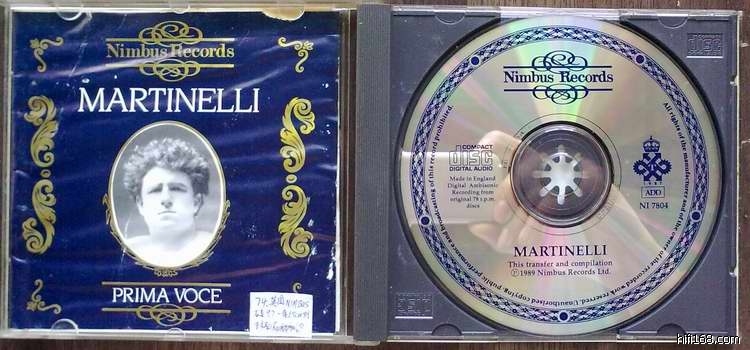 Nimbus Records
MARTINELLI
PRIMA VOCE
Nimbus Records
COMPACT
disc
DIGITAL AUDIO
Made in England
Digital Ambisonic
Recording from
original 78 r.p.m.
discs
1987
ADD
NI 7804
MARTINELLI
This transfer and compilation
Ⓟ 1989 Nimbus Records Ltd.
All rights of the manufacturer and of the owner of the recorded work reserved. Unauthorised copying, public performance and broadcasting of this record prohibited.
hifi168.com